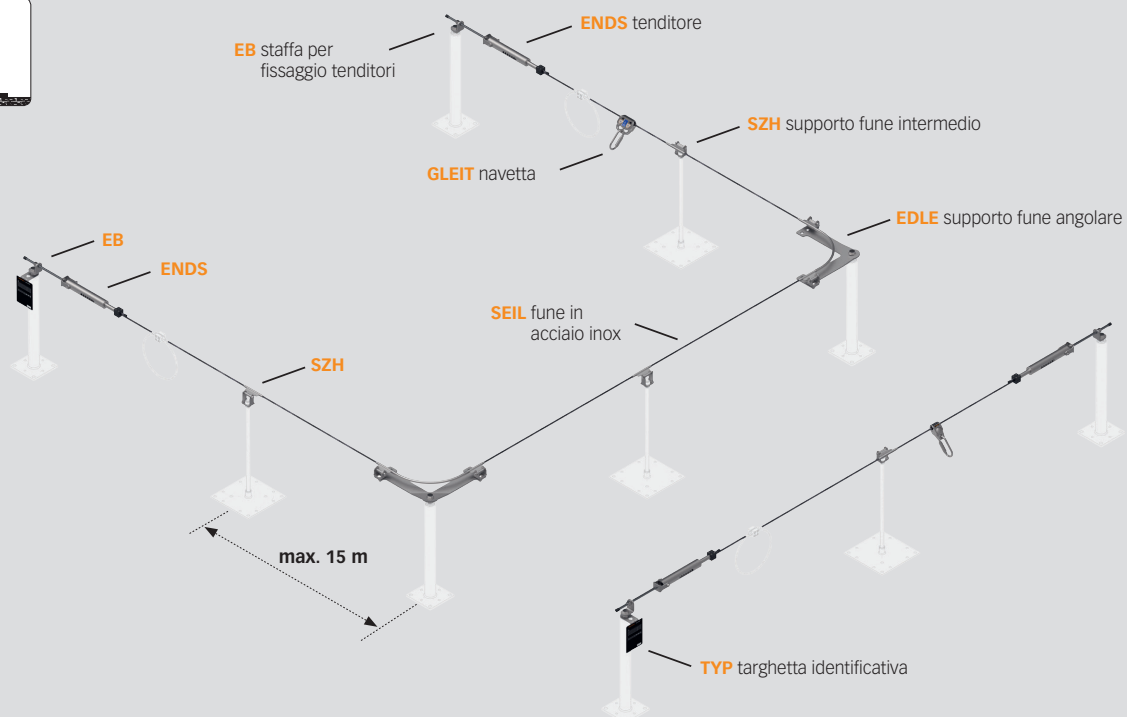 ENDS tenditore
EB staffa per
fissaggio tenditori
SZH supporto fune intermedio
GLEIT navetta
EDLE supporto fune angolare
EB
ENDS
SEIL fune in
acciaio inox
SZH
max. 15 m
TYP targhetta identificativa